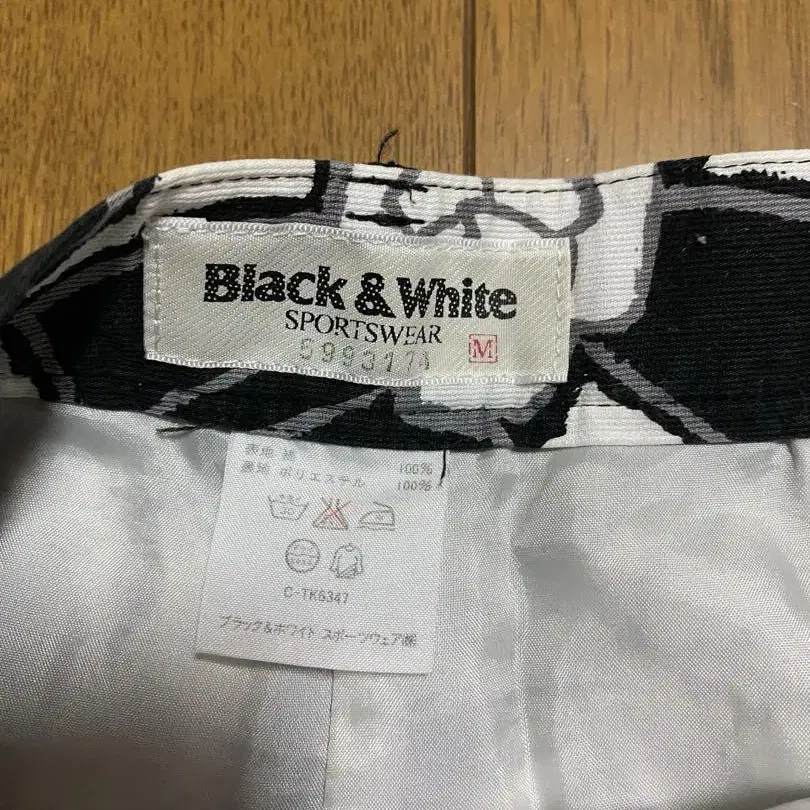 Black & White
SPORTSWEAR
5993174 M
表地 綿 100%
裏地 ポリエステル 100%
C-TK6347
ブラック&ホワイト スポーツウェア㈱